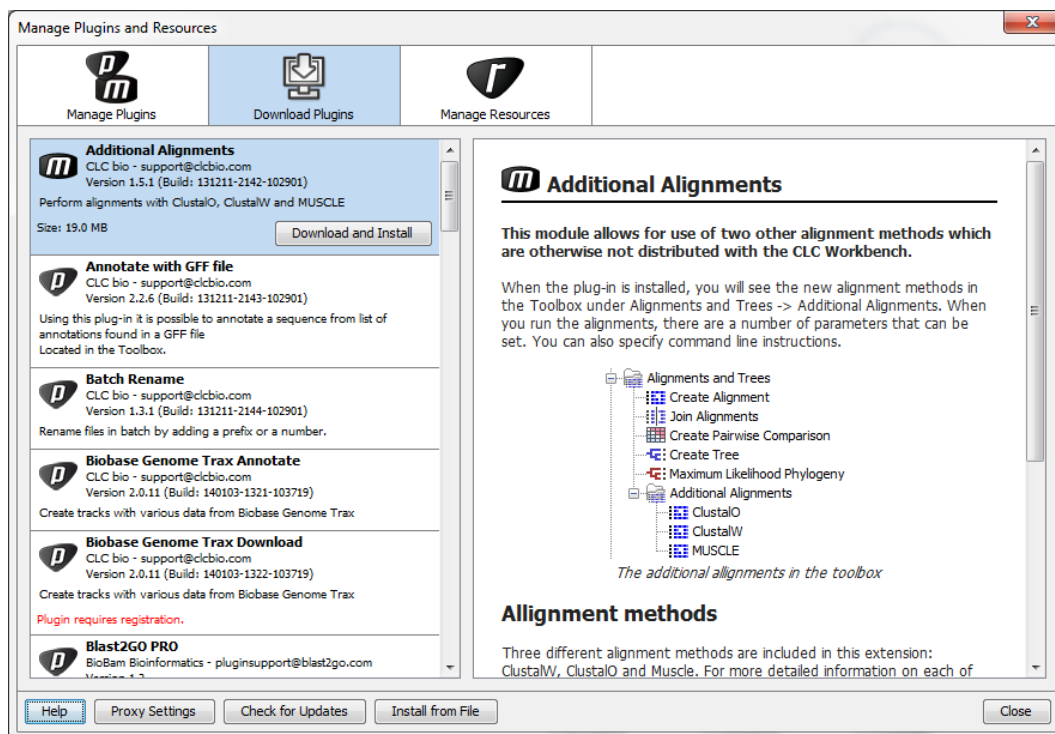 Manage Plugins and Resources
Manage Plugins
Download Plugins
Manage Resources
Additional Alignments
CLC bio - support@clcbio.com
Version 1.5.1 (Build: 131211-2142-102901)
Perform alignments with ClustalO, ClustalW and MUSCLE
Size: 19.0 MB
Download and Install
Annotate with GFF file
CLC bio - support@clcbio.com
Version 2.2.6 (Build: 131211-2143-102901)
Using this plug-in it is possible to annotate a sequence from list of
annotations found in a GFF file
Located in the Toolbox.
Batch Rename
CLC bio - support@clcbio.com
Version 1.3.1 (Build: 131211-2144-102901)
Rename files in batch by adding a prefix or a number.
Biobase Genome Trax Annotate
CLC bio - support@clcbio.com
Version 2.0.11 (Build: 140103-1321-103719)
Create tracks with various data from Biobase Genome Trax
Biobase Genome Trax Download
CLC bio - support@clcbio.com
Version 2.0.11 (Build: 140103-1322-103719)
Create tracks with various data from Biobase Genome Trax
Plugin requires registration.
Blast2GO PRO
BioBam Bioinformatics - pluginsupport@blast2go.com
Additional Alignments
This module allows for use of two other alignment methods which
are otherwise not distributed with the CLC Workbench.
When the plug-in is installed, you will see the new alignment methods in
the Toolbox under Alignments and Trees -> Additional Alignments. When
you run the alignments, there are a number of parameters that can be
set. You can also specify command line instructions.
Alignments and Trees
Create Alignment
Join Alignments
Create Pairwise Comparison
Create Tree
Maximum Likelihood Phylogeny
Additional Alignments
ClustalO
ClustalW
MUSCLE
The additional allignments in the toolbox
Allignment methods
Three different alignment methods are included in this extension:
ClustalW, ClustalO and Muscle. For more detailed information on each of
Help
Proxy Settings
Check for Updates
Install from File
Close